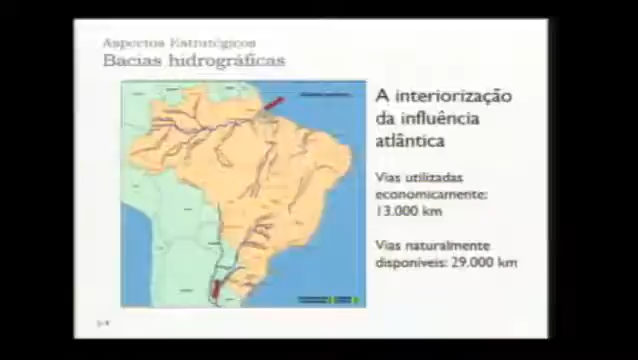 Aspectos Estratégicos
Bacias hidrográficas
A interiorização
da influência
atlântica
Vias utilizadas
economicamente:
13.000 km
Vias naturalmente
disponíveis: 29.000 km